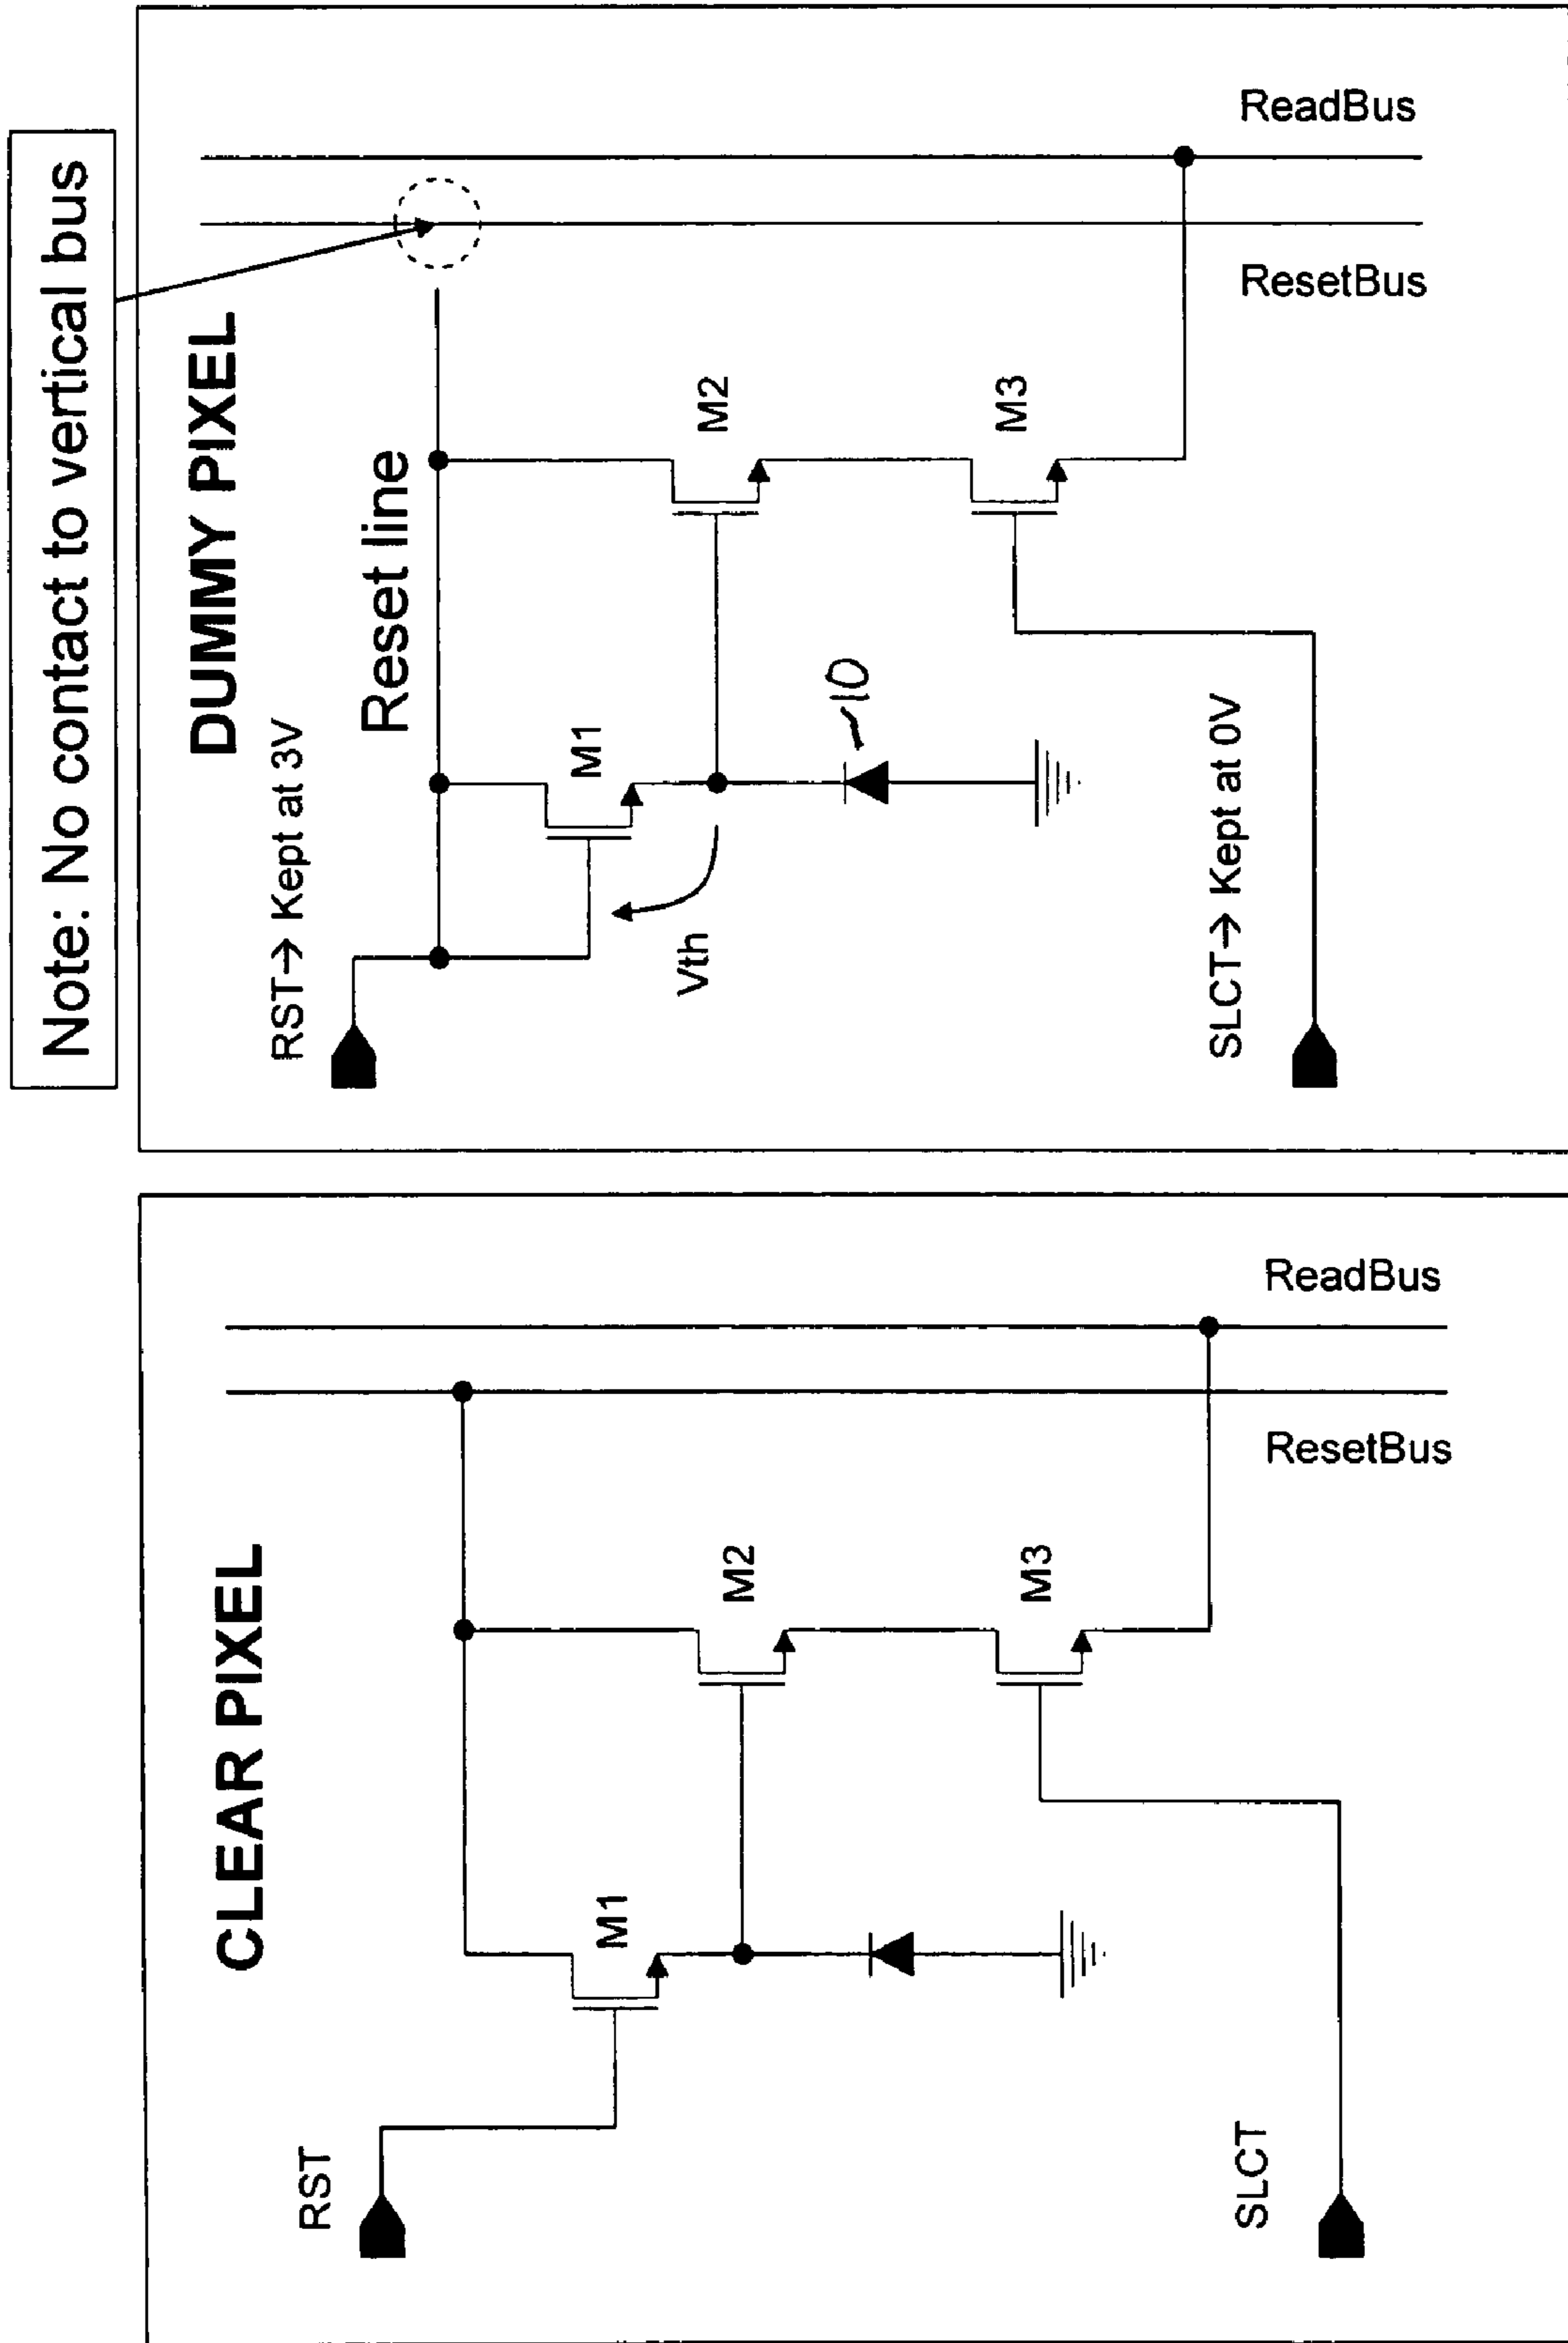 Note: No contact to vertical bus
CLEAR PIXEL
RST
M1
M2
M3
SLCT
ResetBus
ReadBus
DUMMY PIXEL
RST→ Kept at 3V
Reset line
M1
M2
Vth
10
M3
SLCT→ Kept at 0V
ResetBus
ReadBus